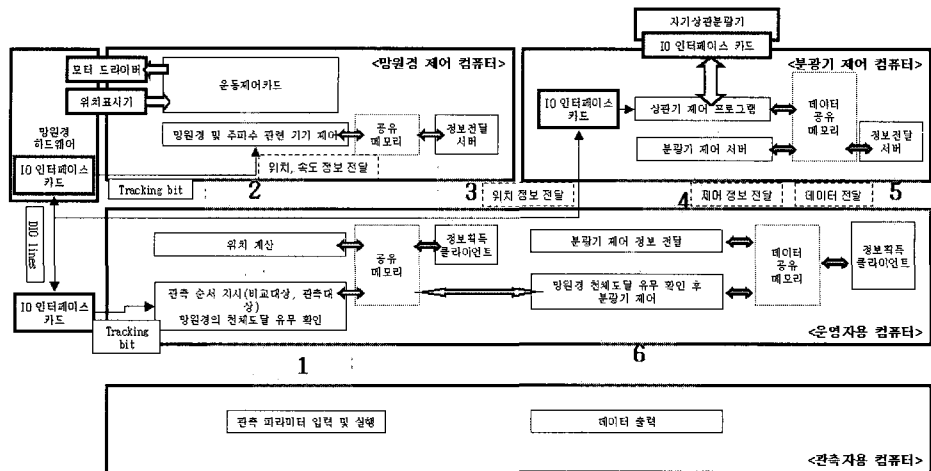 자기상관분광기
IO 인터페이스 카드
모터 드라이버
위치표시기
망원경
하드웨어
IO 인터페이스
카드
<망원경 제어 컴퓨터>
운동제어카드
망원경 및 주파수 관련 기기 제어
공유
메모리
정보전달
서버
위치, 속도 정보 전달
Tracking bit
2
3
<분광기 제어 컴퓨터>
IO 인터페이스
카드
상관기 제어 프로그램
분광기 제어 서버
데이터
공유
메모리
정보전달
서버
위치 정보 전달
4
제어 정보 전달
데이터 전달
5
DIO lines
IO 인터페이스
카드
Tracking
bit
위치 계산
관측 순서 지시(비교대상, 관측대
상)
망원경의 천체도달 유무 확인
공유
메모리
정보획득
클라이언트
분광기 제어 정보 전달
망원경 천체도달 유무 확인 후
분광기 제어
데이터
공유
메모리
정보획득
클라이언트
<운영자용 컴퓨터>
1
6
관측 파라미터 입력 및 실행
데이터 출력
<관측자용 컴퓨터>